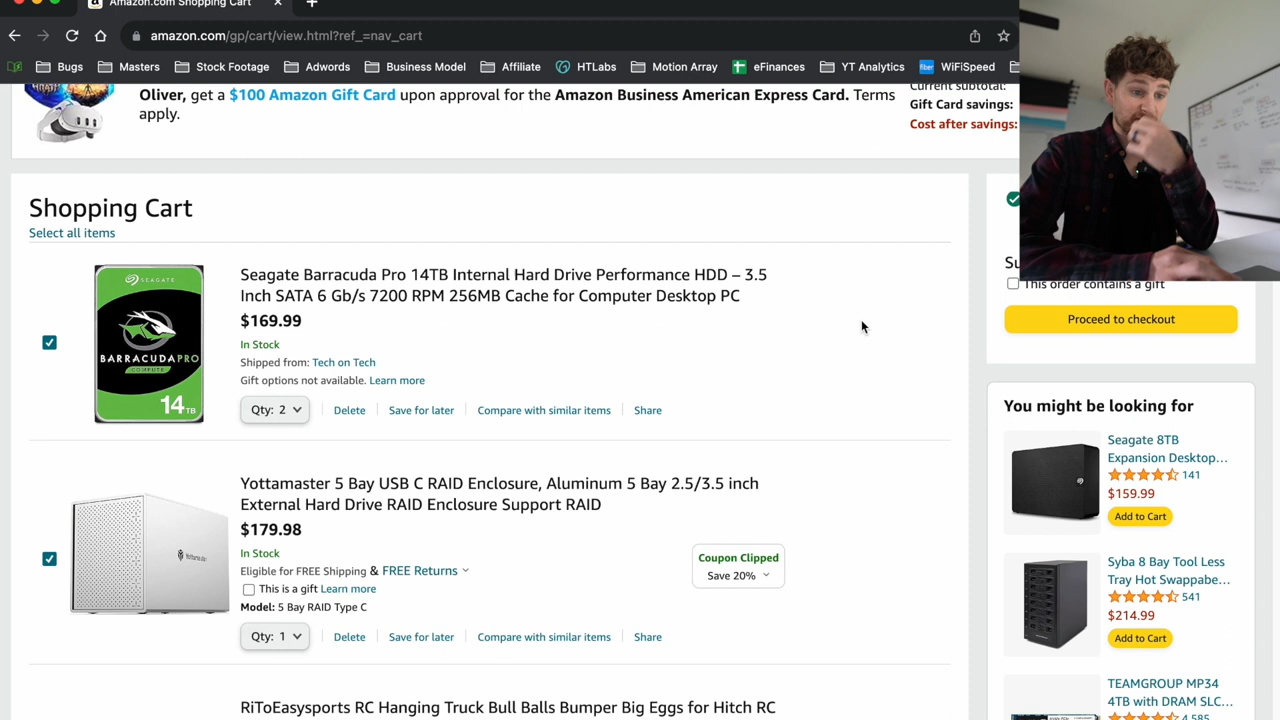 Amazon.com Shopping Cart
amazon.com/gp/cart/view.html?ref_=nav_cart
Bugs
Masters
Stock Footage
Adwords
Business Model
Affiliate
HTLabs
Motion Array
eFinances
YT Analytics
fiber
WiFiSpeed
Oliver, get a $100 Amazon Gift Card upon approval for the Amazon Business American Express Card. Terms
apply.
Current subtotal:
Gift Card savings:
Cost after savings:
Shopping Cart
Select all items
SEAGATE
BARRACUDAPRO
COMPUTE
14TB
Seagate Barracuda Pro 14TB Internal Hard Drive Performance HDD – 3.5
Inch SATA 6 Gb/s 7200 RPM 256MB Cache for Computer Desktop PC
$169.99
In Stock
Shipped from: Tech on Tech
Gift options not available. Learn more
Qty: 2
Delete
Save for later
Compare with similar items
Share
Yottamaster
Yottamaster 5 Bay USB C RAID Enclosure, Aluminum 5 Bay 2.5/3.5 inch
External Hard Drive RAID Enclosure Support RAID
$179.98
In Stock
Eligible for FREE Shipping & FREE Returns
This is a gift Learn more
Model: 5 Bay RAID Type C
Coupon Clipped
Save 20%
Qty: 1
Delete
Save for later
Compare with similar items
Share
RiToEasysports RC Hanging Truck Bull Balls Bumper Big Eggs for Hitch RC
Su
This order contains a gift
Proceed to checkout
You might be looking for
Seagate 8TB
Expansion Desktop...
141
$159.99
Add to Cart
Syba 8 Bay Tool Less
Tray Hot Swappabe...
541
$214.99
Add to Cart
TEAMGROUP MP34
4TB with DRAM SLC...
4,585